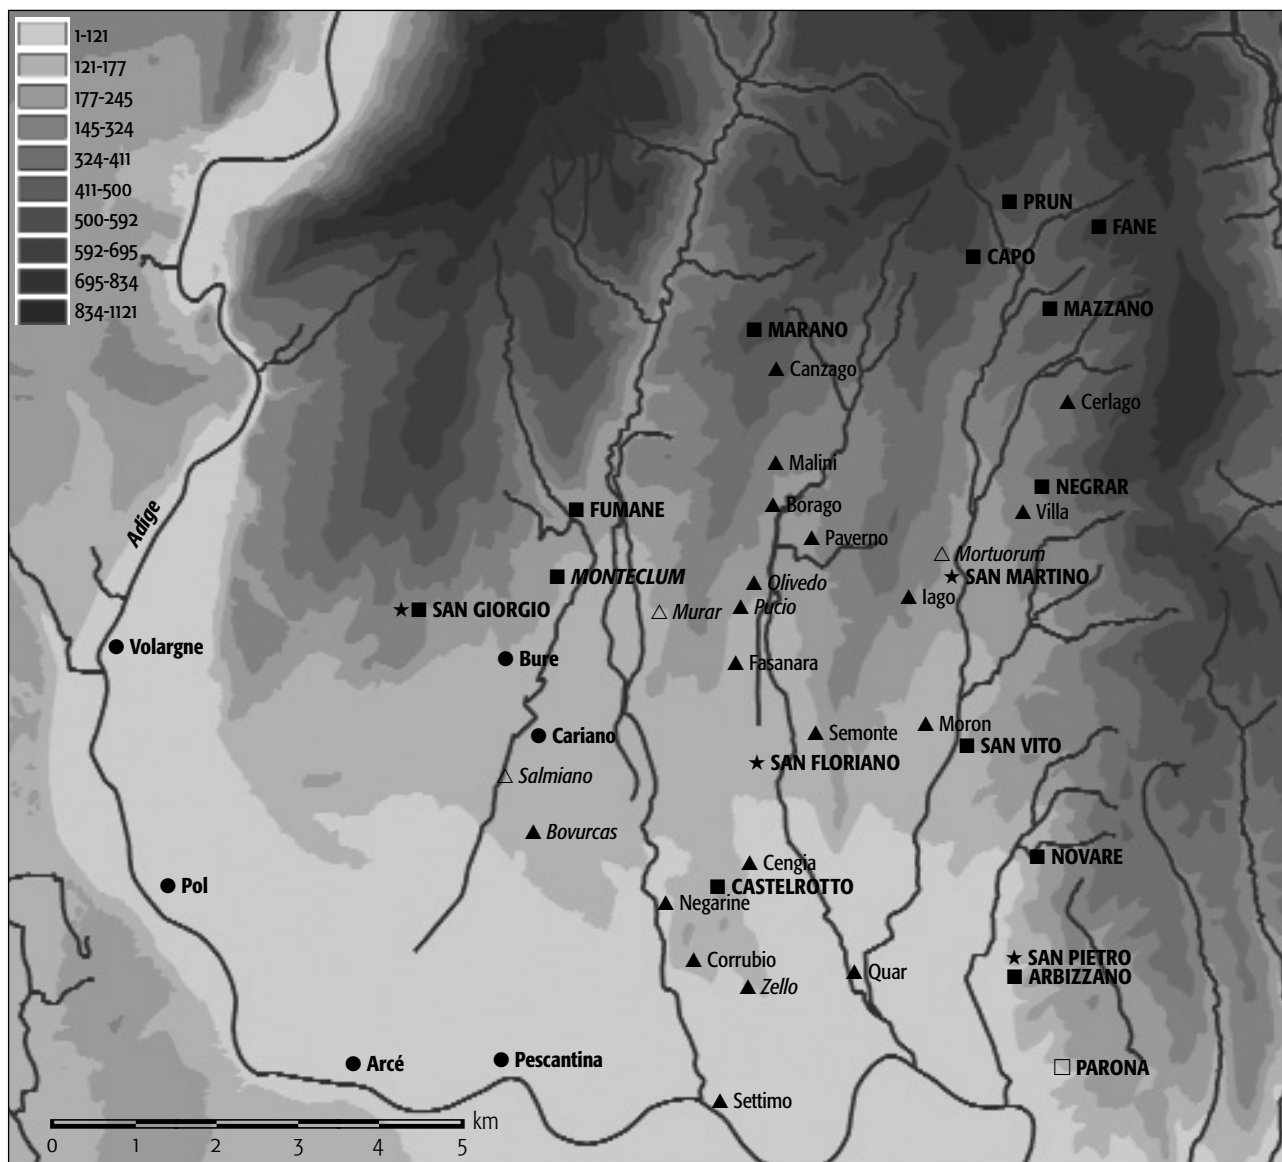 1-121
121-177
177-245
145-324
324-411
411-500
500-592
592-695
695-834
834-1121
PRUN
FANE
CAPO
MAZZANO
MARANO
Canzago
Cerlago
Malini
NEGRAR
Borago
FUMANE
Villa
Adige
Paverno
Mortuorum
MONTECLUM
SAN MARTINO
Olivedo
Iago
SAN GIORGIO
Murar
Pucio
Volargne
Bure
Fasanara
Moron
Semonte
Cariano
SAN VITO
SAN FLORIANO
Salmiano
Bovurcas
NOVARE
Cengia
Pol
CASTELROTTO
Negarine
SAN PIETRO
Corrubio
Quar
ARBIZZANO
Zello
Arcé
Pescantina
PARONA
Settimo
km
0 1 2 3 4 5